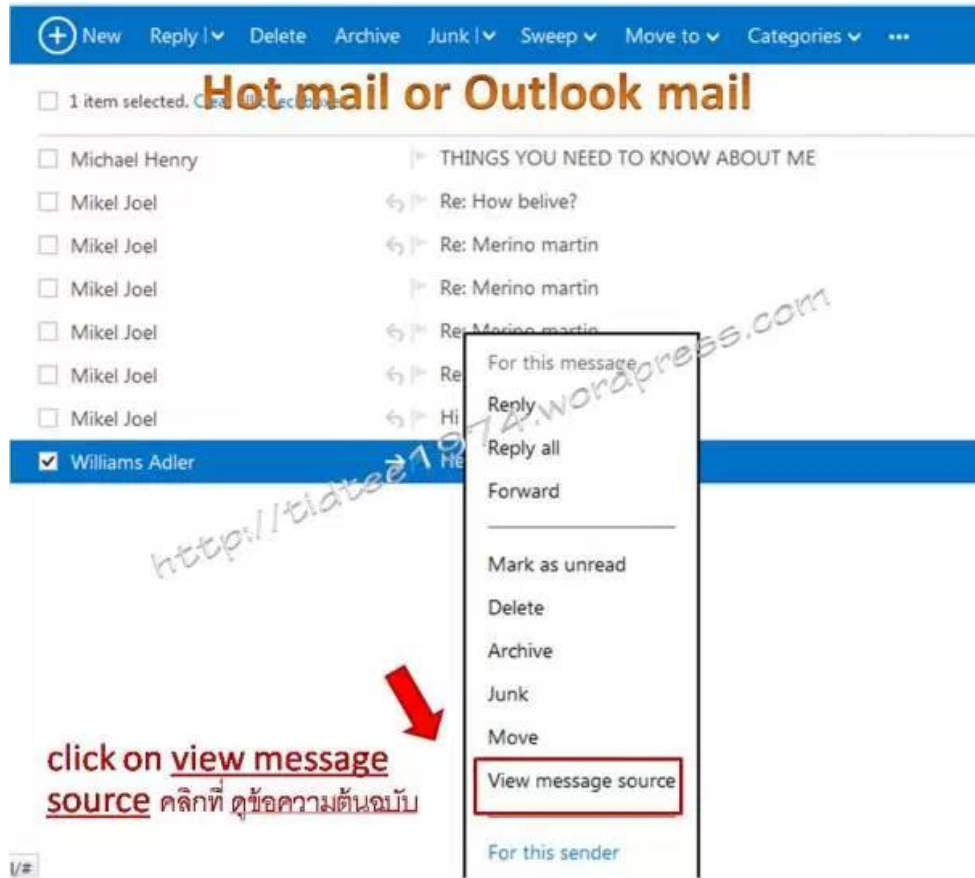 New Reply Delete Archive Junk Sweep Move to Categories •••
Hot mail or Outlook mail
1 item selected.
Michael Henry THINGS YOU NEED TO KNOW ABOUT ME
Mikel Joel Re: How belive?
Mikel Joel Re: Merino martin
Mikel Joel Re: Merino martin
Mikel Joel Re: Merino martin
Mikel Joel Re
Mikel Joel Hi
Williams Adler He
For this message
Reply
Reply all
Forward
Mark as unread
Delete
Archive
Junk
Move
View message source
For this sender
http://tidtee1974.wordpress.com
click on view message
source คลิกที่ ดูข้อความต้นฉบับ
l/#